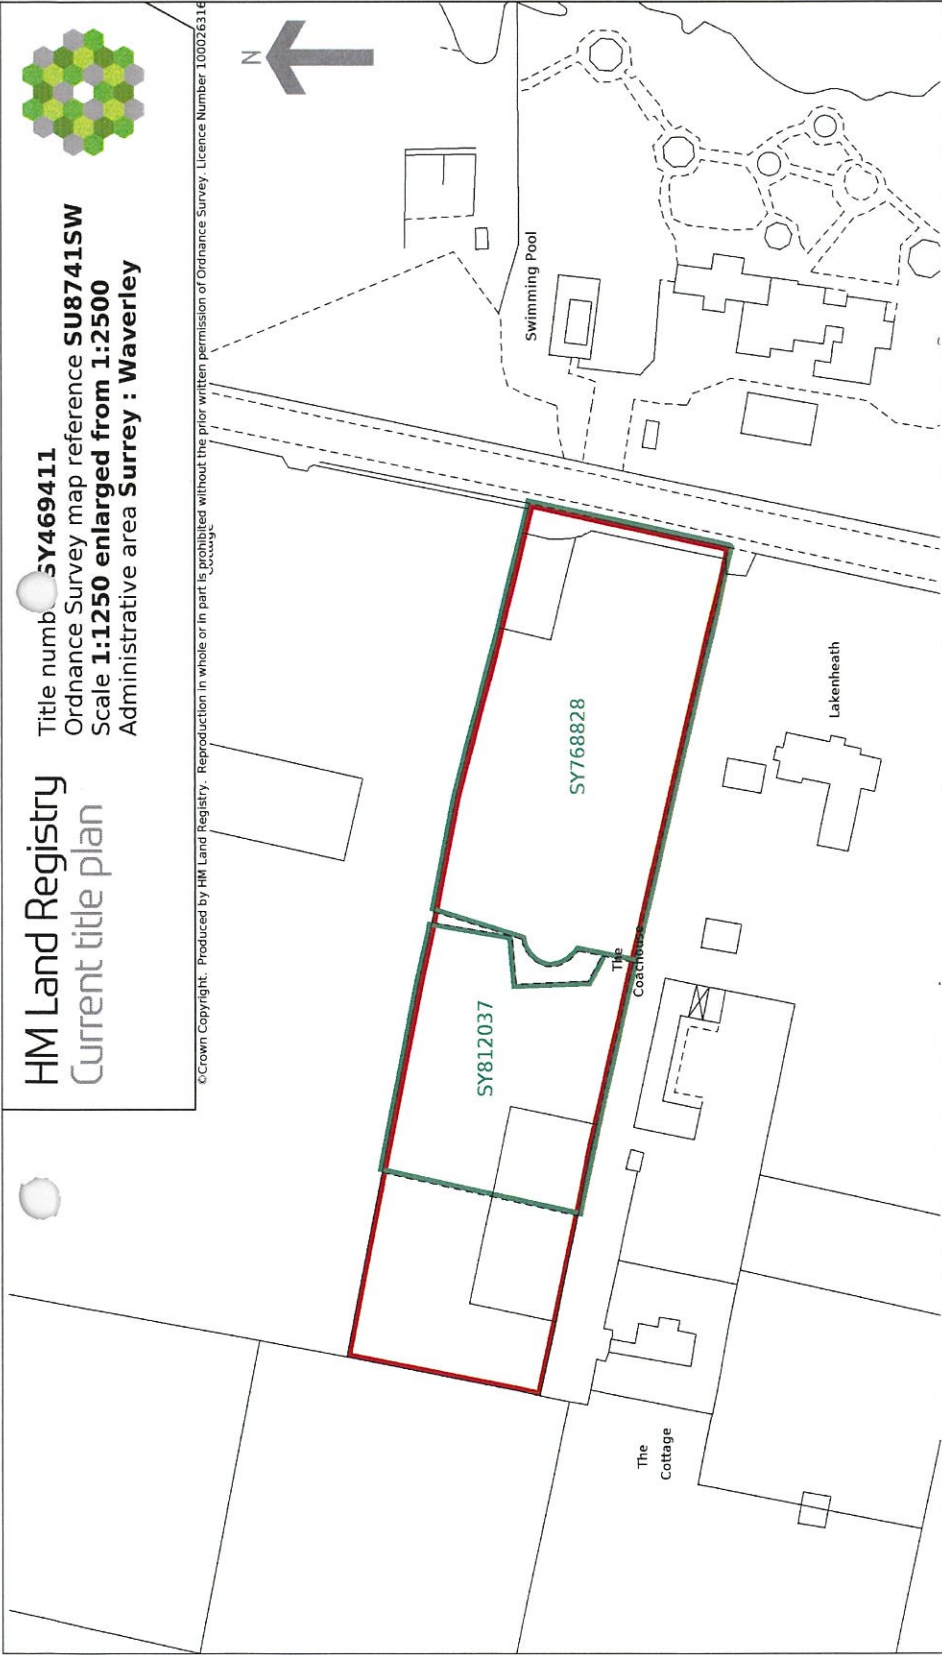 HM Land Registry
Current title plan
Title numb SY469411
Ordnance Survey map reference SU8741SW
Scale 1:1250 enlarged from 1:2500
Administrative area Surrey : Waverley
©Crown Copyright. Produced by HM Land Registry. Reproduction in whole or in part is prohibited without the prior written permission of Ordnance Survey. Licence Number 100026316
N
Cottage
Swimming Pool
SY768828
SY812037
The
Coachouse
Lakenheath
The
Cottage